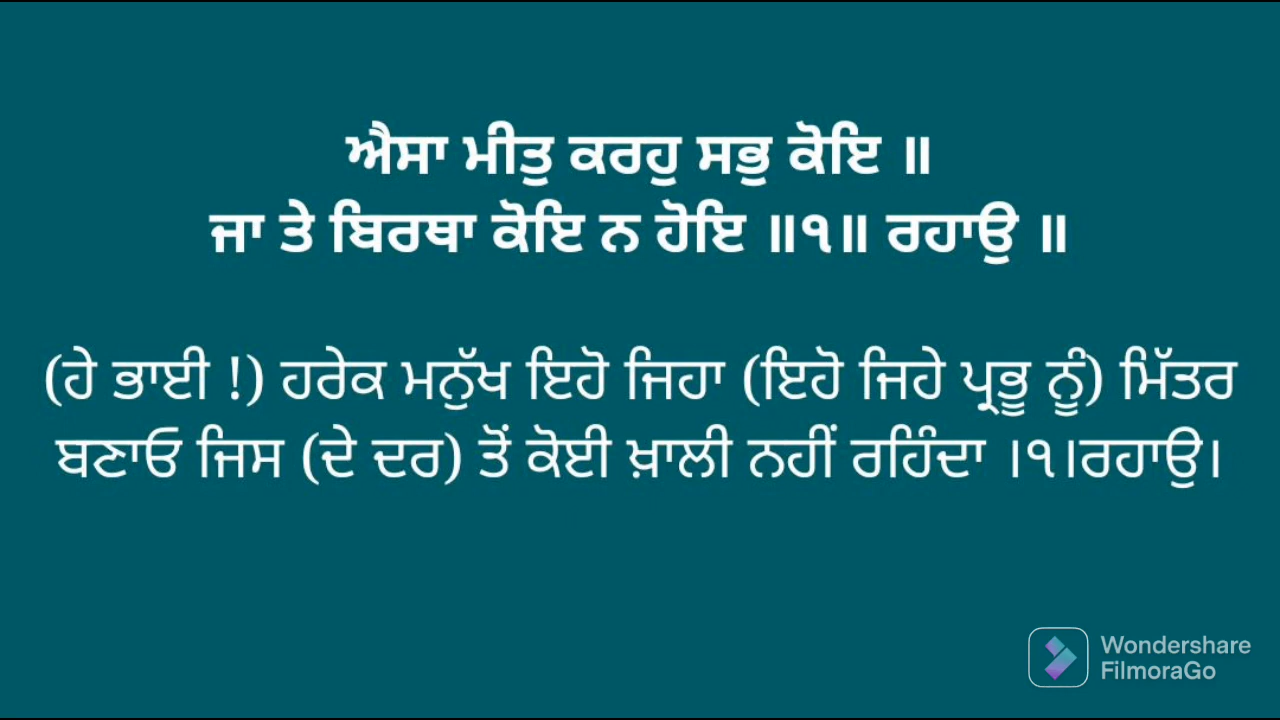 ਐਸਾ ਮੀਤੁ ਕਰਹੁ ਸਭੁ ਕੋਇ ॥
ਜਾ ਤੇ ਬਿਰਥਾ ਕੋਇ ਨ ਹੋਇ ॥੧॥ ਰਹਾਉ ॥
(ਹੇ ਭਾਈ !) ਹਰੇਕ ਮਨੁੱਖ ਇਹੋ ਜਿਹਾ (ਇਹੋ ਜਿਹੇ ਪ੍ਰਭੂ ਨੂੰ) ਮਿੱਤਰ
ਬਣਾਓ ਜਿਸ (ਦੇ ਦਰ) ਤੋਂ ਕੋਈ ਖ਼ਾਲੀ ਨਹੀਂ ਰਹਿੰਦਾ ।੧।ਰਹਾਉ।
Wondershare
FilmoraGo